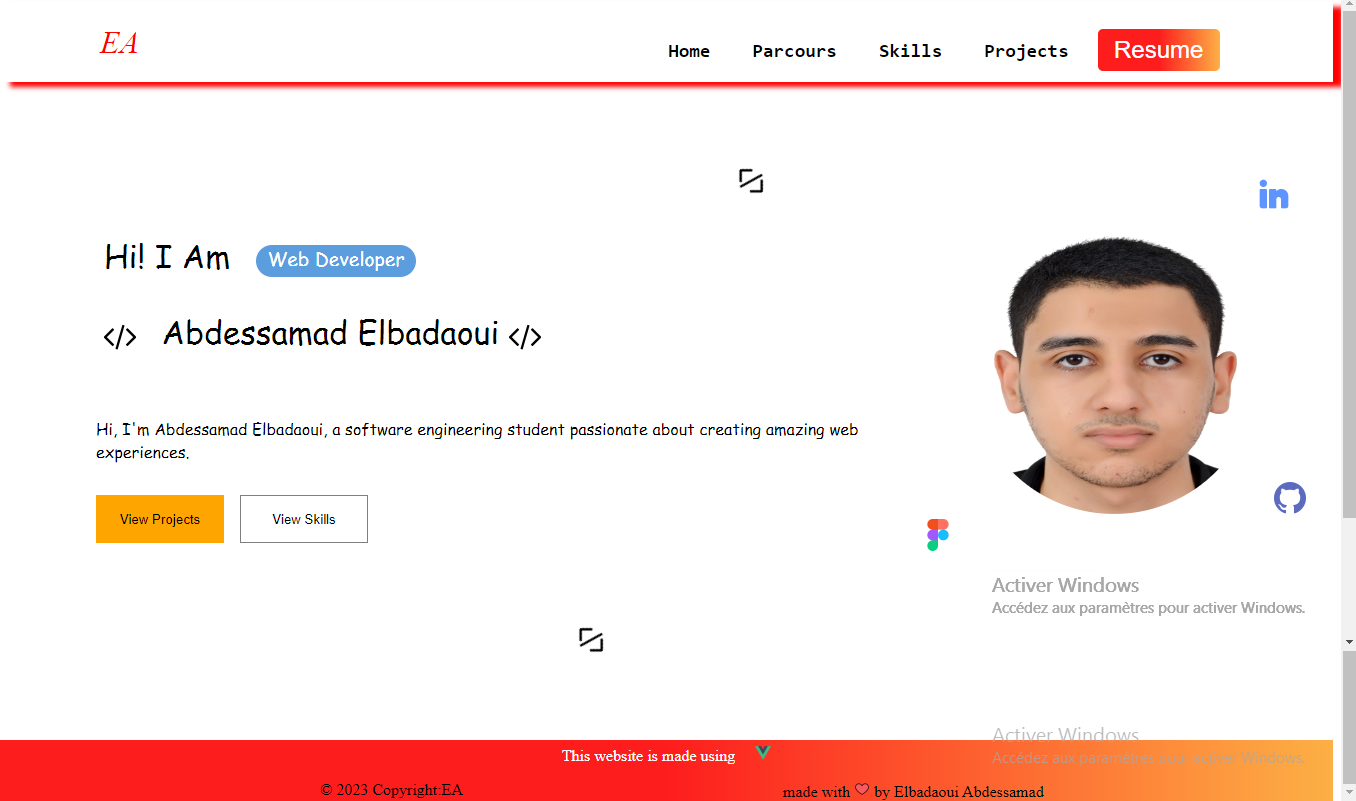 EA
Home Parcours Skills Projects Resume
Hi! I Am Web Developer
</> Abdessamad Elbadaoui </>
Hi, I'm Abdessamad Elbadaoui, a software engineering student passionate about creating amazing web
experiences.
View Projects View Skills
in
Activer Windows
Accédez aux paramètres pour activer Windows.
Activer Windows
Accédez aux paramètres pour activer Windows.
This website is made using
© 2023 Copyright:EA
made with by Elbadaoui Abdessamad